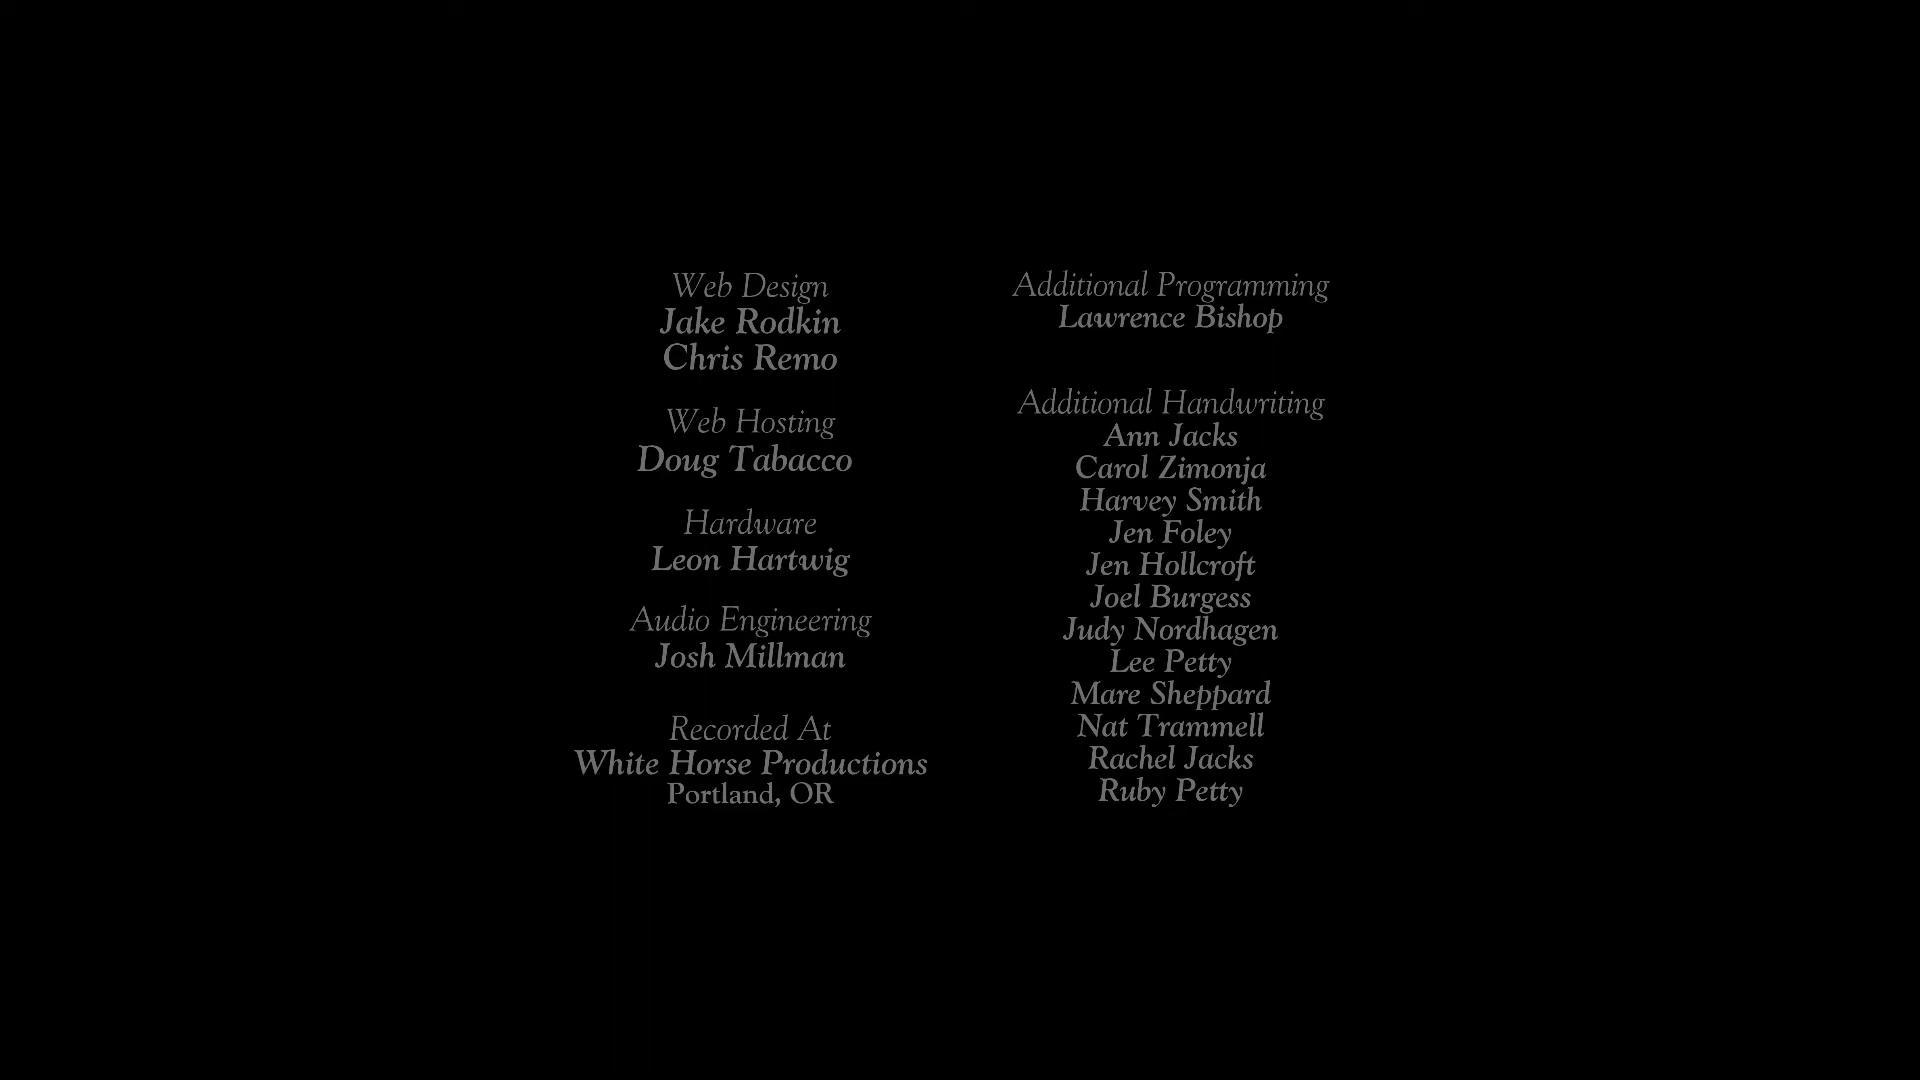 Web Design
Jake Rodkin
Chris Remo
Web Hosting
Doug Tabacco
Hardware
Leon Hartwig
Audio Engineering
Josh Millman
Recorded At
White Horse Productions
Portland, OR
Additional Programming
Lawrence Bishop
Additional Handwriting
Ann Jacks
Carol Zimonja
Harvey Smith
Jen Foley
Jen Hollcroft
Joel Burgess
Judy Nordhagen
Lee Petty
Mare Sheppard
Nat Trammell
Rachel Jacks
Ruby Petty